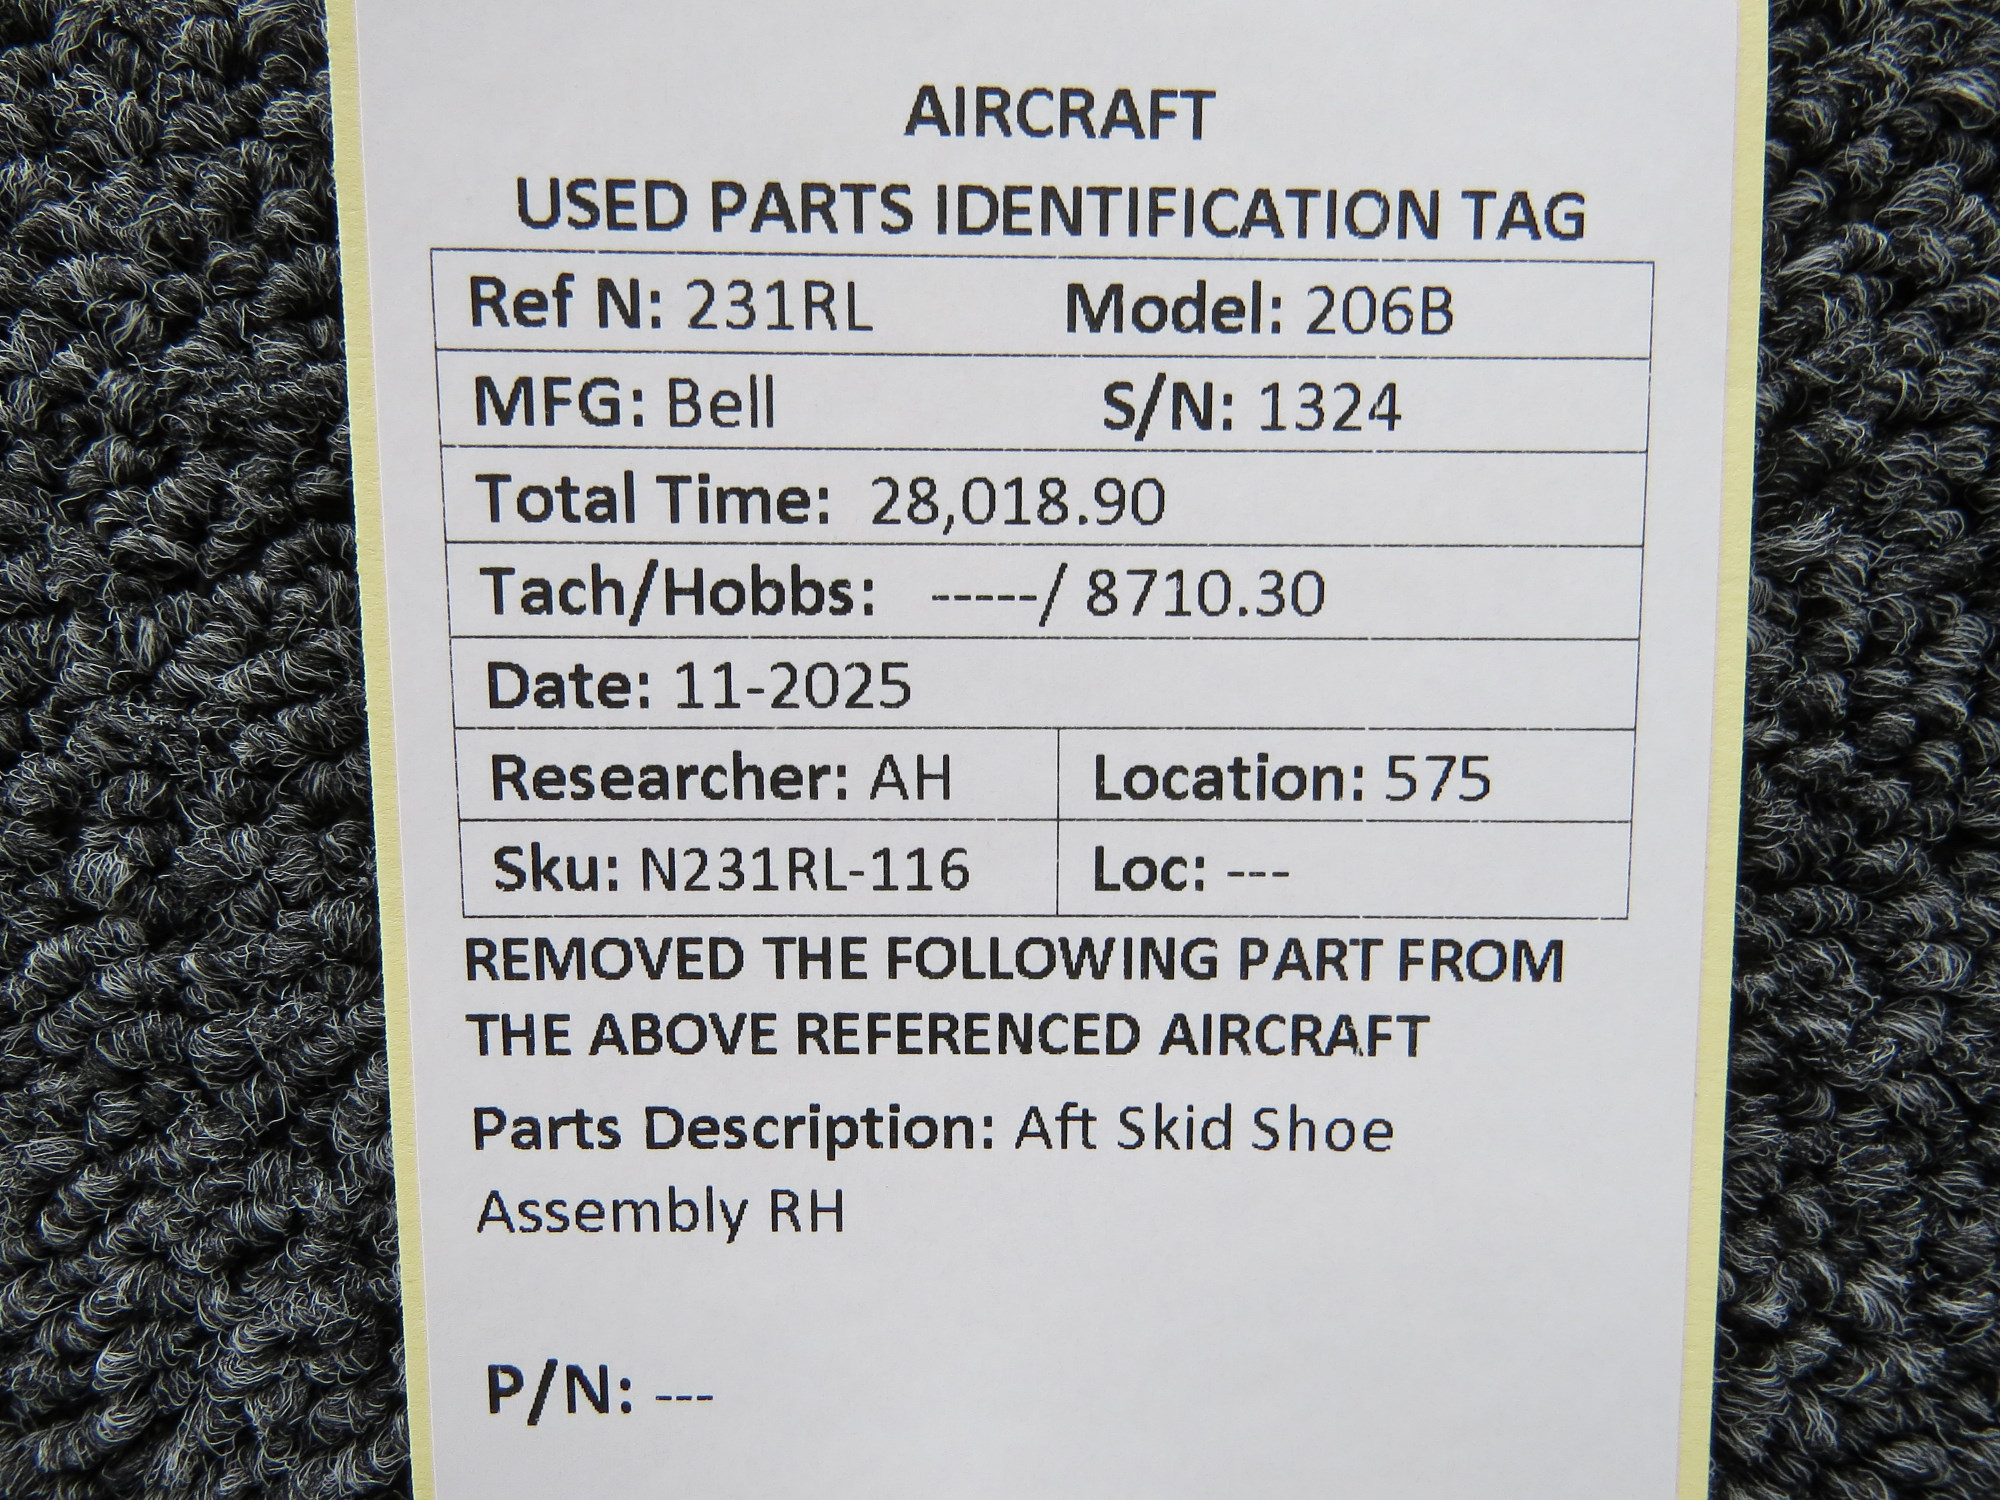 AIRCRAFT
USED PARTS IDENTIFICATION TAG
Ref N: 231RL Model: 206B
MFG: Bell S/N: 1324
Total Time: 28,018.90
Tach/Hobbs: -----/ 8710.30
Date: 11-2025
Researcher: AH Location: 575
Sku: N231RL-116 Loc: ---
REMOVED THE FOLLOWING PART FROM
THE ABOVE REFERENCED AIRCRAFT
Parts Description: Aft Skid Shoe
Assembly RH
P/N: ---